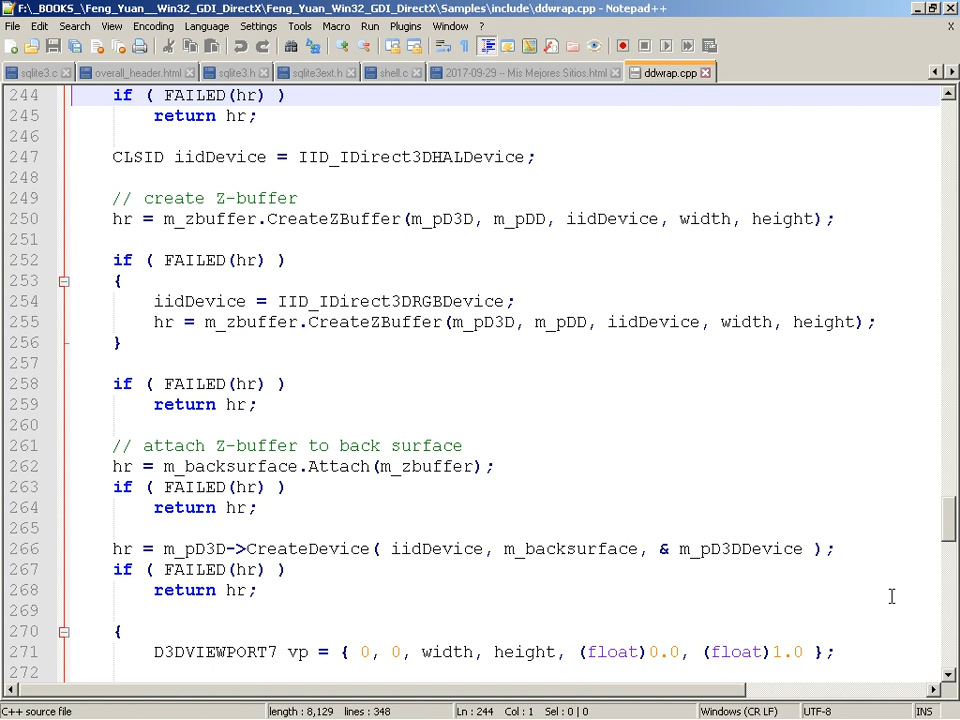 F:\_BOOKS_\Feng_Yuan__Win32_GDI_DirectX\Feng_Yuan_Win32_GDI_DirectX\Samples\include\ddwrap.cpp - Notepad++
File Edit Search View Encoding Language Settings Tools Macro Run Plugins Window ? X
sqlite3.c overall_header.html sqlite3.h sqlite3ext.h shell.c 2017-09-29 -- Mis Mejores Sitios.html ddwrap.cpp
244 if ( FAILED(hr) )
245 return hr;
246
247 CLSID iidDevice = IID_IDirect3DHALDevice;
248
249 // create Z-buffer
250 hr = m_zbuffer.CreateZBuffer(m_pD3D, m_pDD, iidDevice, width, height);
251
252 if ( FAILED(hr) )
253 {
254 iidDevice = IID_IDirect3DRGBDevice;
255 hr = m_zbuffer.CreateZBuffer(m_pD3D, m_pDD, iidDevice, width, height);
256 }
257
258 if ( FAILED(hr) )
259 return hr;
260
261 // attach Z-buffer to back surface
262 hr = m_backsurface.Attach(m_zbuffer);
263 if ( FAILED(hr) )
264 return hr;
265
266 hr = m_pD3D->CreateDevice( iidDevice, m_backsurface, & m_pD3DDevice );
267 if ( FAILED(hr) )
268 return hr;
269
270 {
271 D3DVIEWPORT7 vp = { 0, 0, width, height, (float)0.0, (float)1.0 };
272
C++ source file length : 8,129 lines : 348 Ln : 244 Col : 1 Sel : 0 | 0 Windows (CR LF) UTF-8 INS